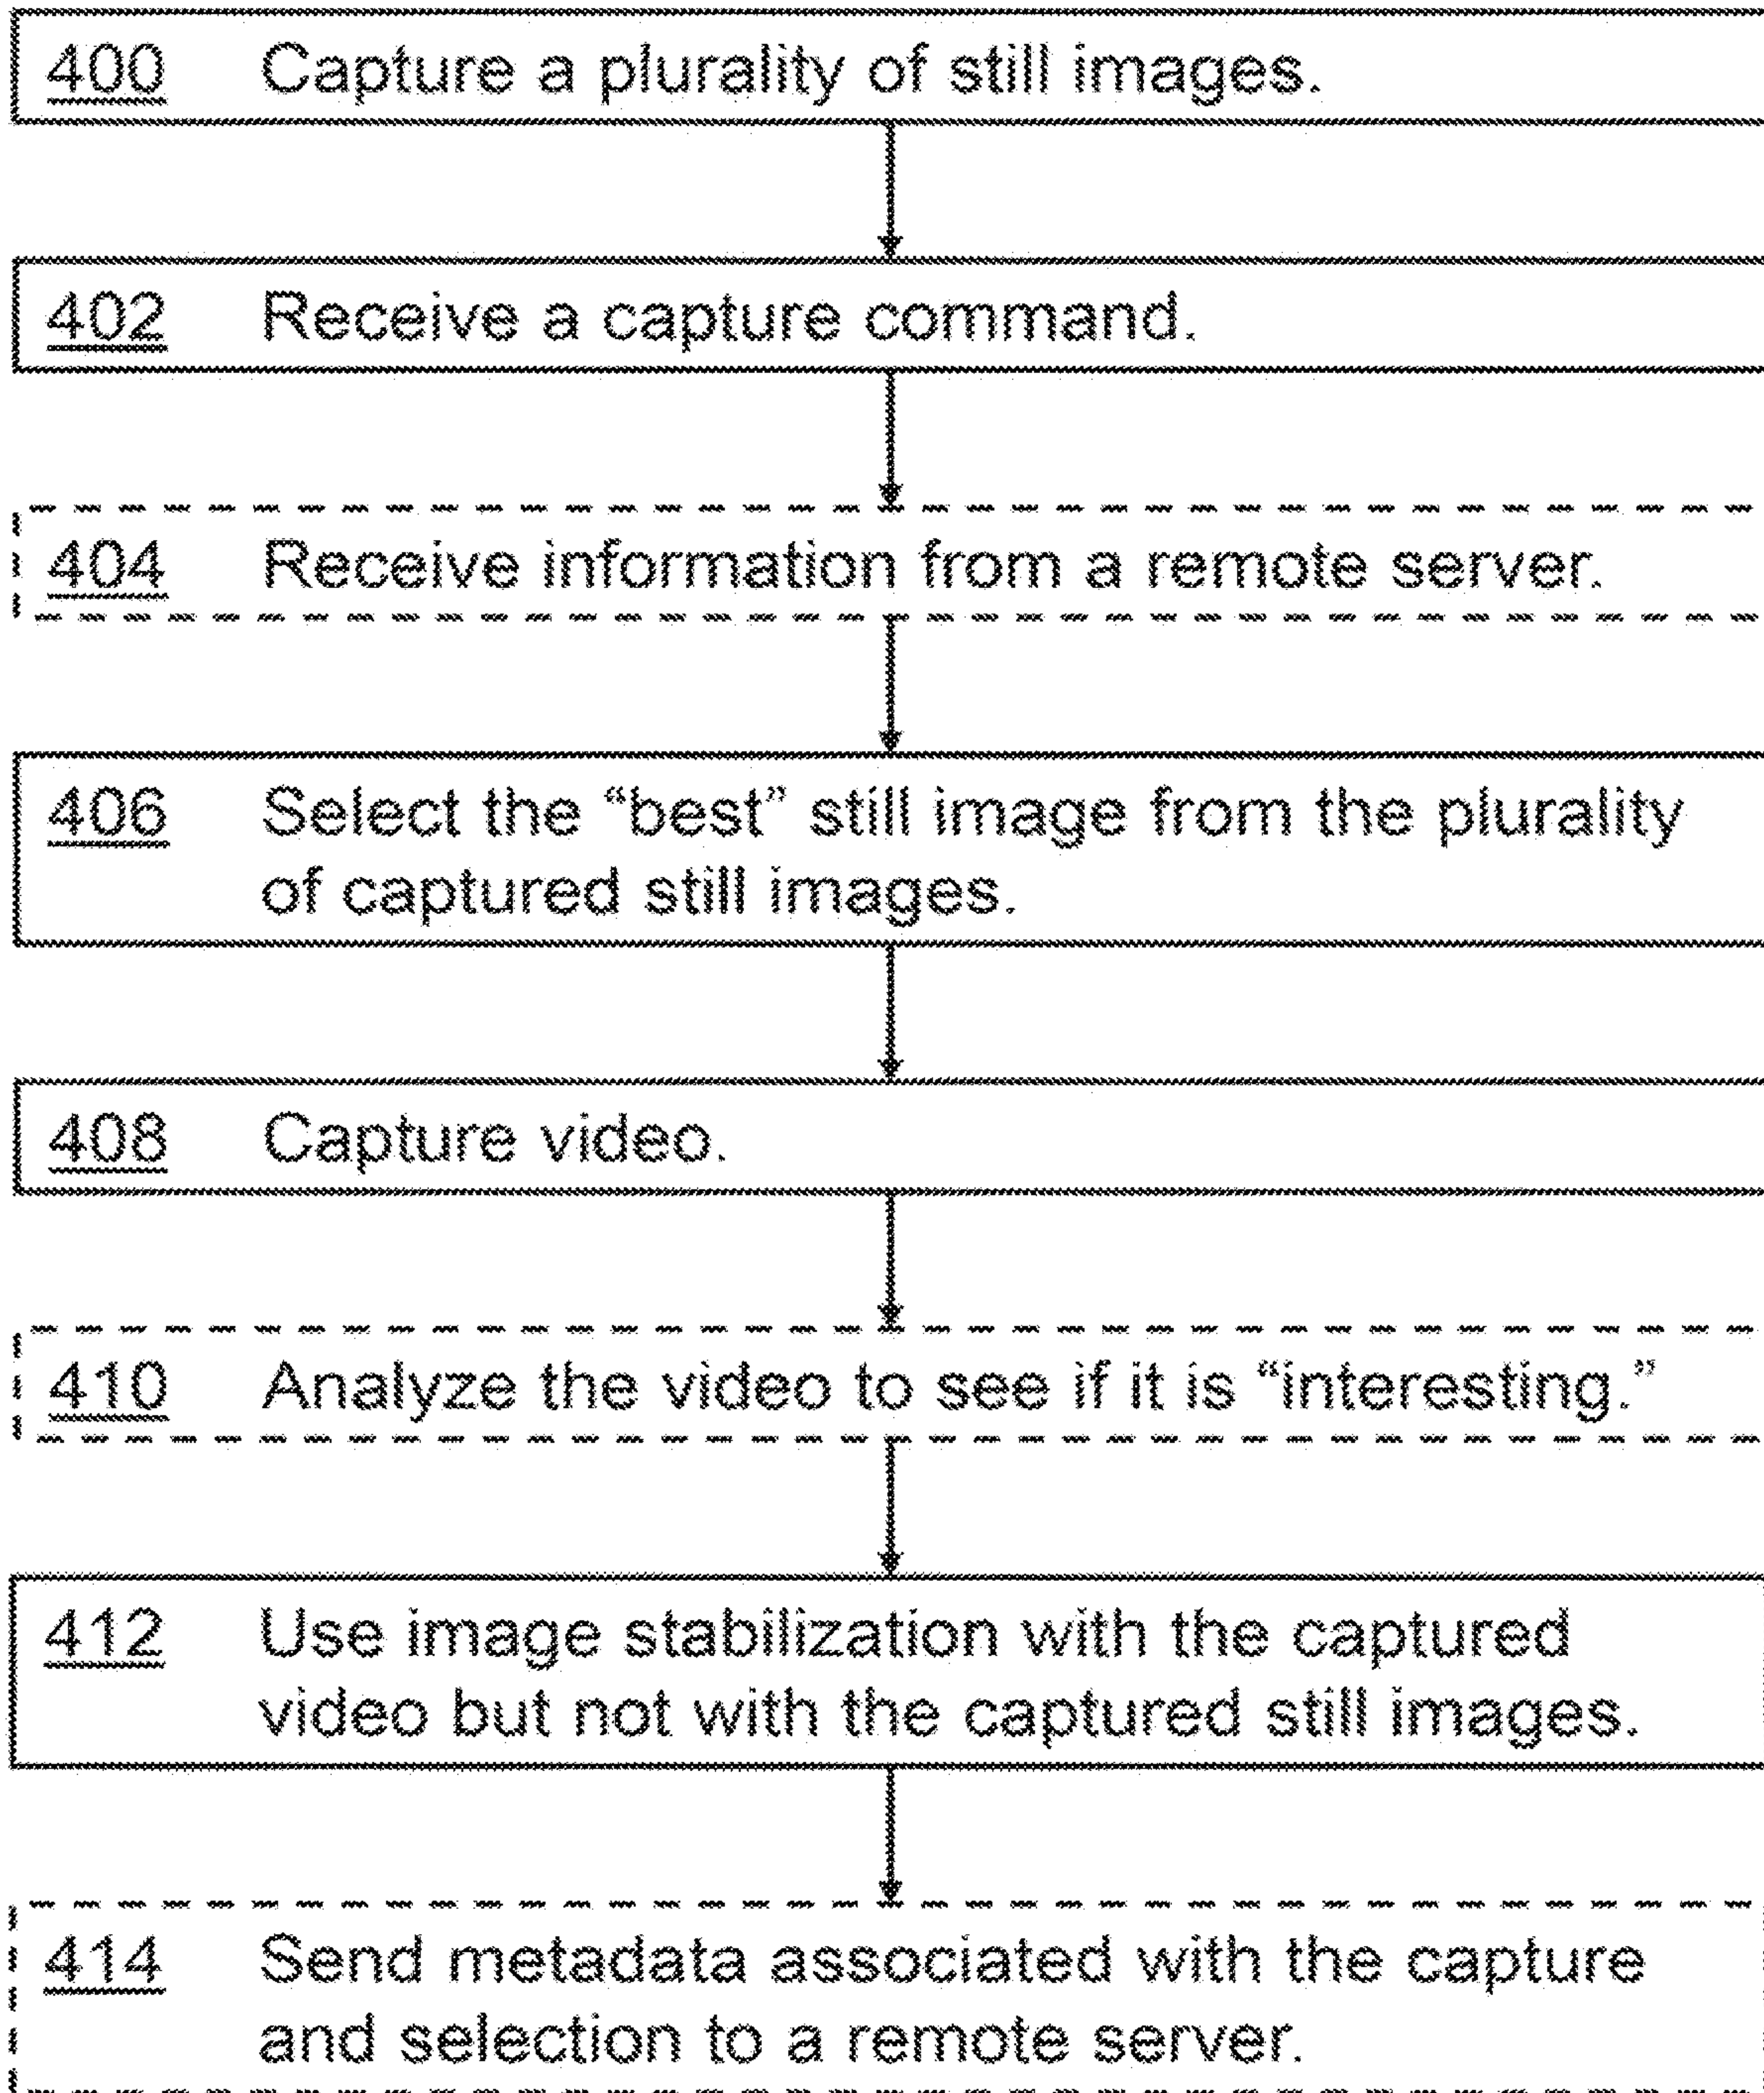 400 Capture a plurality of still images.
402 Receive a capture command.
404 Receive information from a remote server.
406 Select the “best” still image from the plurality
of captured still images.
408 Capture video.
410 Analyze the video to see if it is “interesting.”
412 Use image stabilization with the captured
video but not with the captured still images.
414 Send metadata associated with the capture
and selection to a remote server.